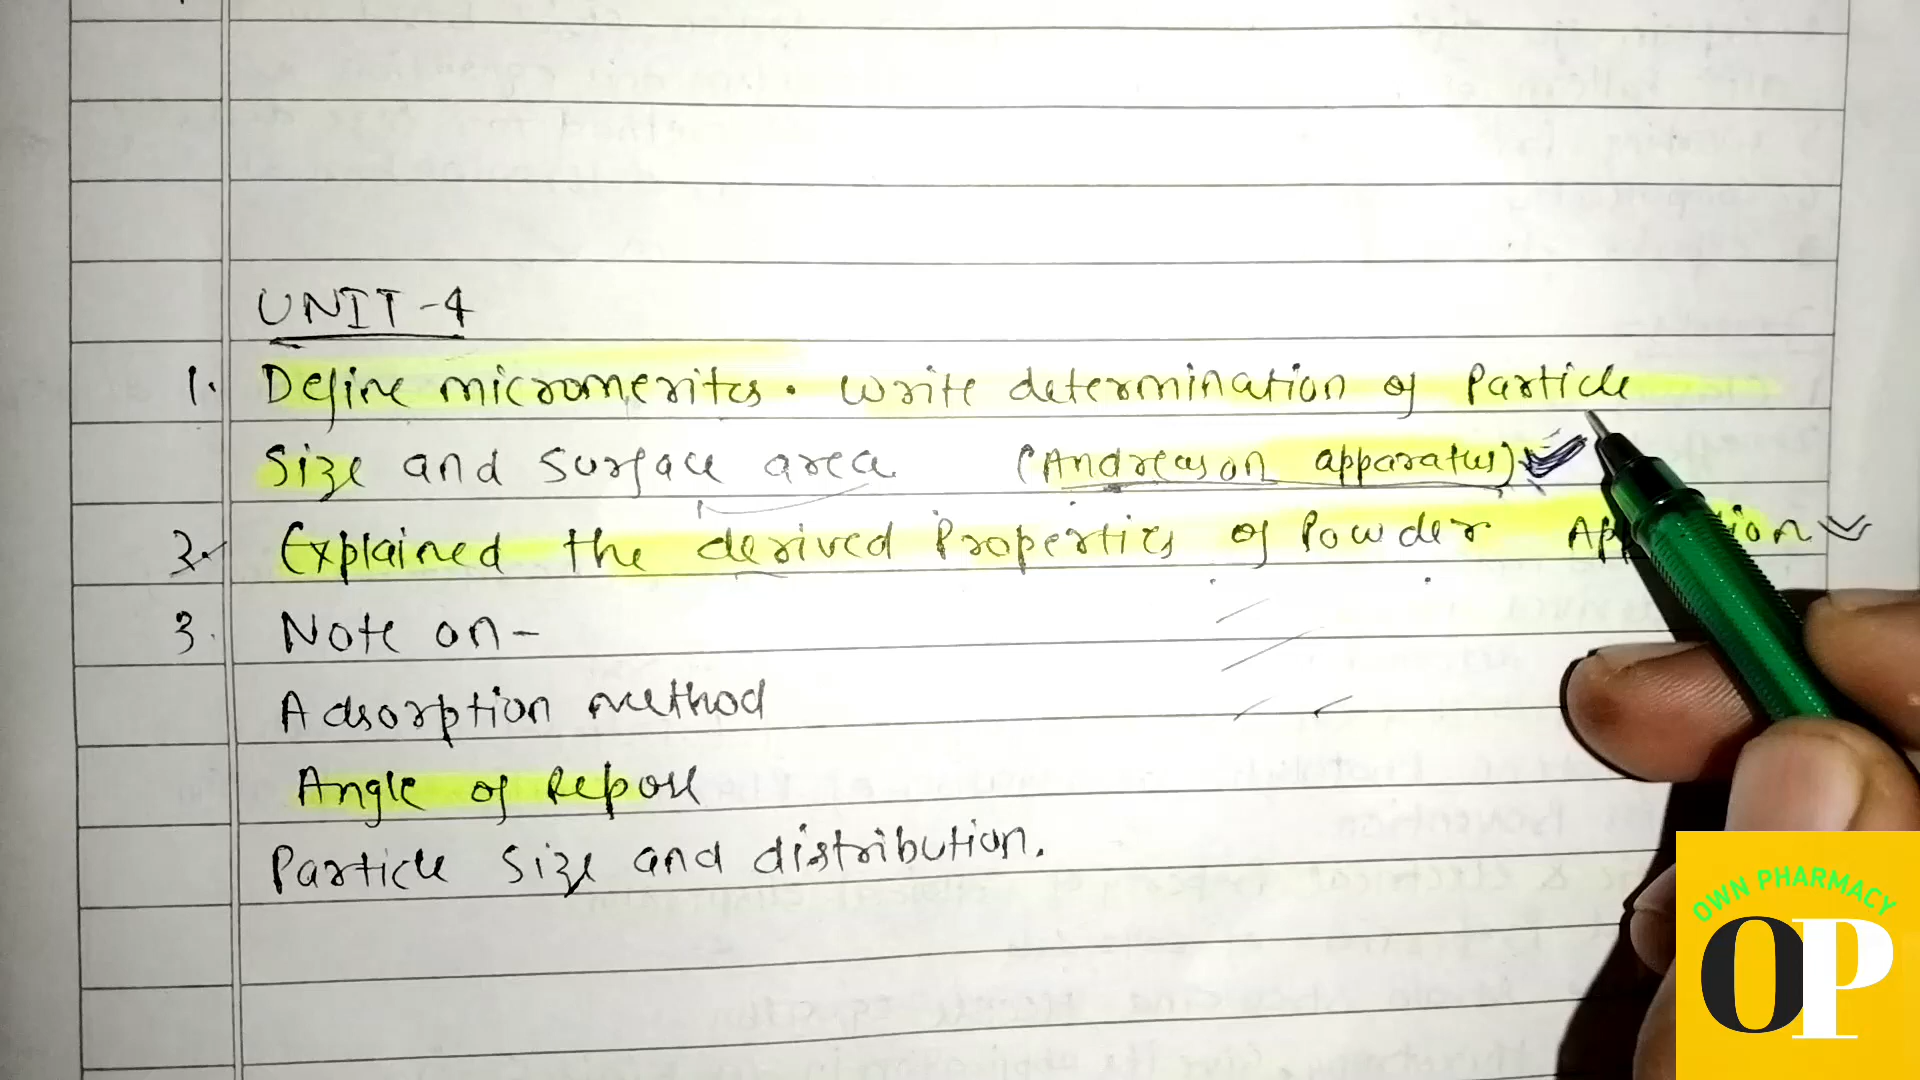 UNIT-4
1. Define micromeritcs. Write determination of Particle
Size and Surface area (Andreason apparatus)
2. Explained the derived Properties of Powder
3. Note on-
Adsorption method
Angle of Repose
Particle Size and distribution.
OWN PHARMACY
OP